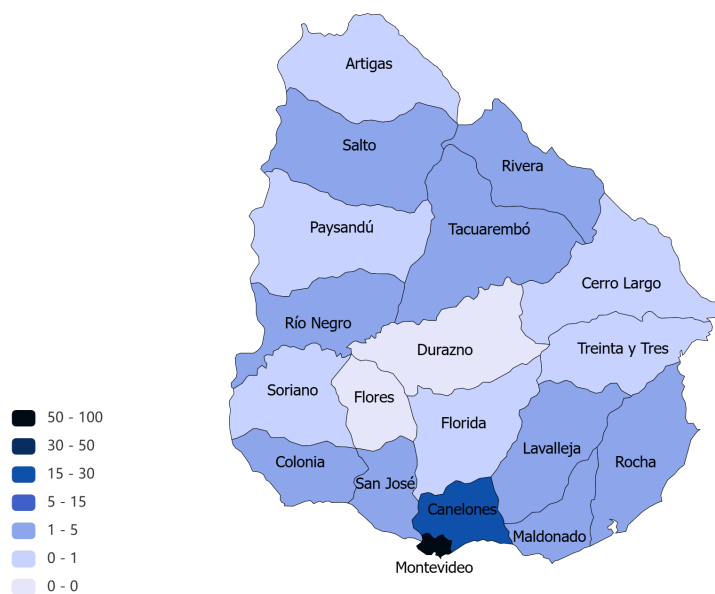 Artigas
Salto
Rivera
Paysandú
Tacuarembó
Cerro Largo
Río Negro
Durazno
Treinta y Tres
Soriano
Flores
Florida
Lavalleja
Colonia
San José
Rocha
Canelones
Maldonado
Montevideo
50 - 100
30 - 50
15 - 30
5 - 15
1 - 5
0 - 1
0 - 0